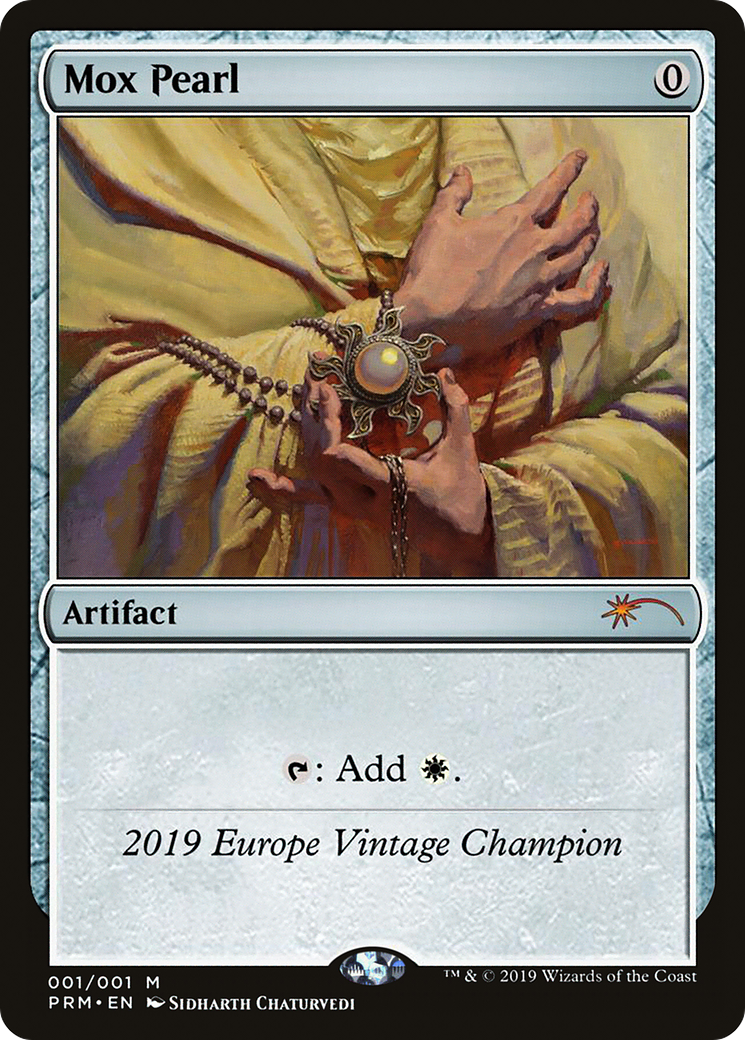 Mox Pearl 0
Artifact
: Add .
2019 Europe Vintage Champion
001/001 M
PRM • EN SIDHARTH CHATURVEDI
™ & © 2019 Wizards of the Coast